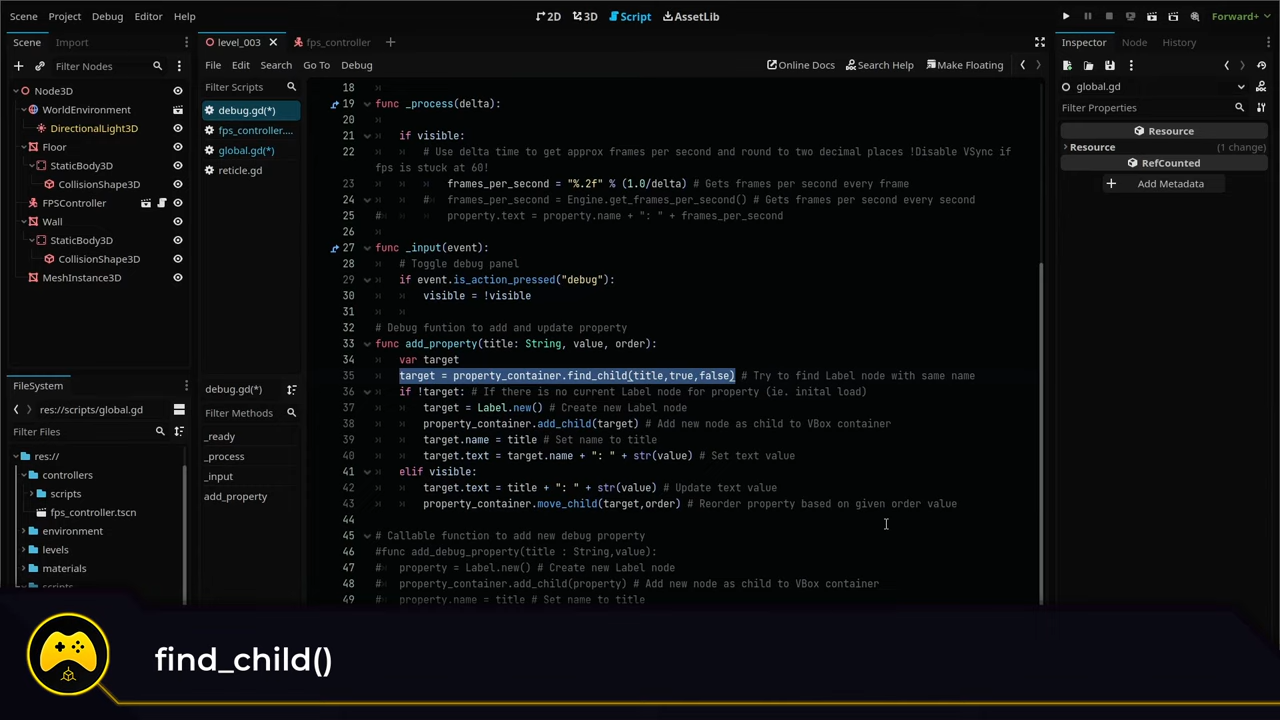 Scene Project Debug Editor Help
2D 3D Script AssetLib
Forward+
Scene Import
Filter Nodes
Node3D
WorldEnvironment
DirectionalLight3D
Floor
StaticBody3D
CollisionShape3D
FPSController
Wall
StaticBody3D
CollisionShape3D
MeshInstance3D
FileSystem
res://scripts/global.gd
Filter Files
res://
controllers
scripts
fps_controller.tscn
environment
levels
materials
scripts
level_003 fps_controller
File Edit Search Go To Debug
Online Docs Search Help Make Floating
Filter Scripts
debug.gd(*)
fps_controller....
global.gd(*)
reticle.gd
debug.gd(*)
Filter Methods
_ready
_process
_input
add_property
18
19 func _process(delta):
20
21 if visible:
22 # Use delta time to get approx frames per second and round to two decimal places !Disable VSync if
fps is stuck at 60!
23 frames_per_second = "%.2f" % (1.0/delta) # Gets frames per second every frame
24 # frames_per_second = Engine.get_frames_per_second() # Gets frames per second every second
25 # property.text = property.name + ": " + frames_per_second
26
27 func _input(event):
28 # Toggle debug panel
29 if event.is_action_pressed("debug"):
30 visible = !visible
31
32 # Debug funtion to add and update property
33 func add_property(title: String, value, order):
34 var target
35 target = property_container.find_child(title,true,false) # Try to find Label node with same name
36 if !target: # If there is no current Label node for property (ie. inital load)
37 target = Label.new() # Create new Label node
38 property_container.add_child(target) # Add new node as child to VBox container
39 target.name = title # Set name to title
40 target.text = target.name + ": " + str(value) # Set text value
41 elif visible:
42 target.text = title + ": " + str(value) # Update text value
43 property_container.move_child(target,order) # Reorder property based on given order value
44
45 # Callable function to add new debug property
46 #func add_debug_property(title : String,value):
47 # property = Label.new() # Create new Label node
48 # property_container.add_child(property) # Add new node as child to VBox container
49 # property.name = title # Set name to title
Inspector Node History
global.gd
Filter Properties
Resource
Resource (1 change)
RefCounted
Add Metadata
find_child()